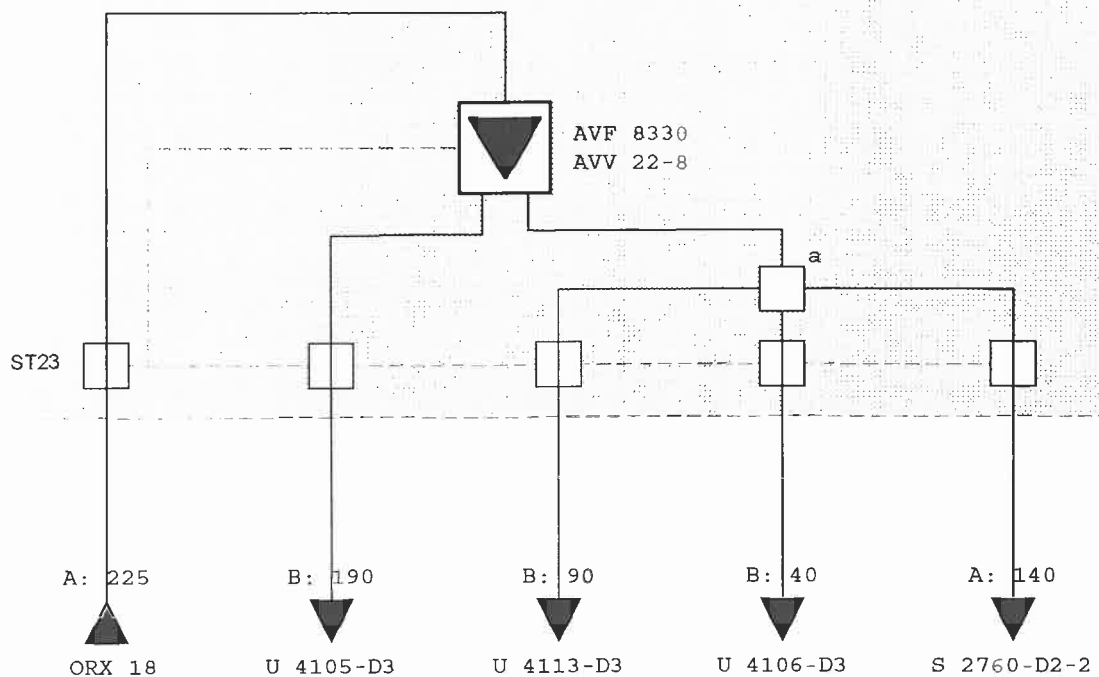 AVF 8330
AVV 22-8
a
ST23
A: 225
B: 190
B: 90
B: 40
A: 140
ORX 18
U 4105-D3
U 4113-D3
U 4106-D3
S 2760-D2-2